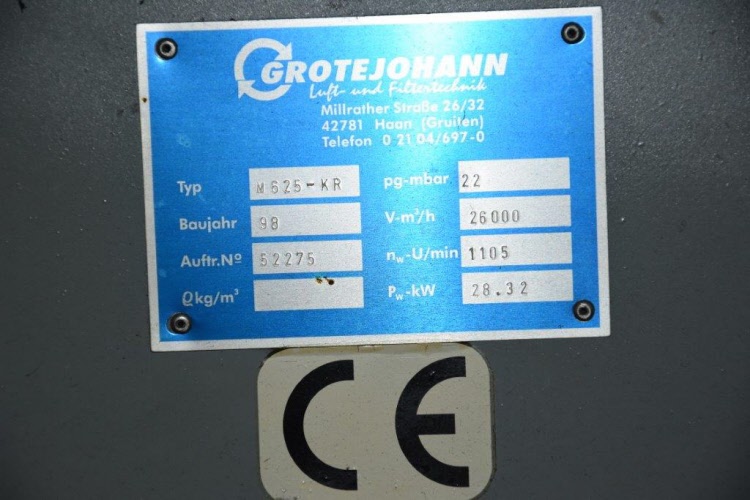 GROTEJOHANN
Luft- und Filtertechnik
Millrather Straße 26/32
42781 Haan (Gruiten)
Telefon 0 21 04/697-0
Typ M625-KR pg-mbar 22
Baujahr 98 V-m³/h 26000
Auftr.Nº 52275 nw-U/min 1105
ϱkg/m³ Pw-kW 28.32
CE